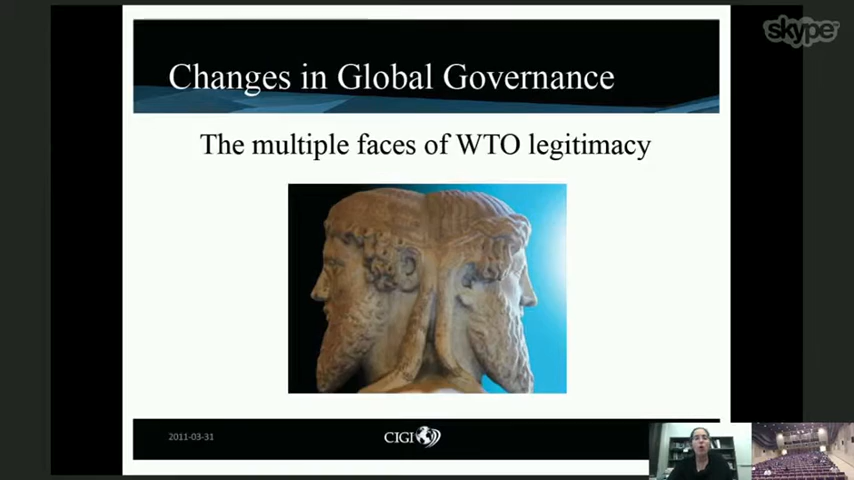 skype
Changes in Global Governance
The multiple faces of WTO legitimacy
2011-03-31
CIGI